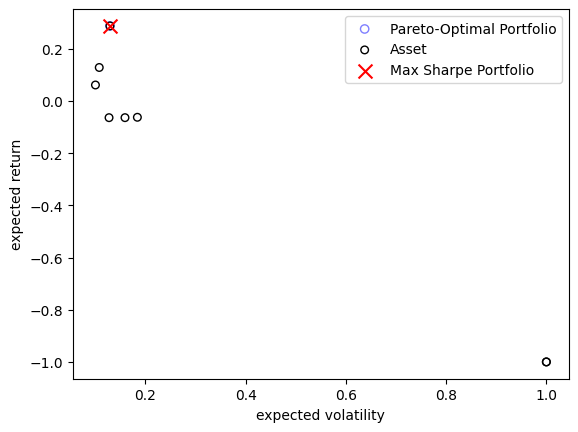 Pareto-Optimal Portfolio
Asset
Max Sharpe Portfolio
0.2
0.0
−0.2
−0.4
−0.6
−0.8
−1.0
expected return
0.2 0.4 0.6 0.8 1.0
expected volatility